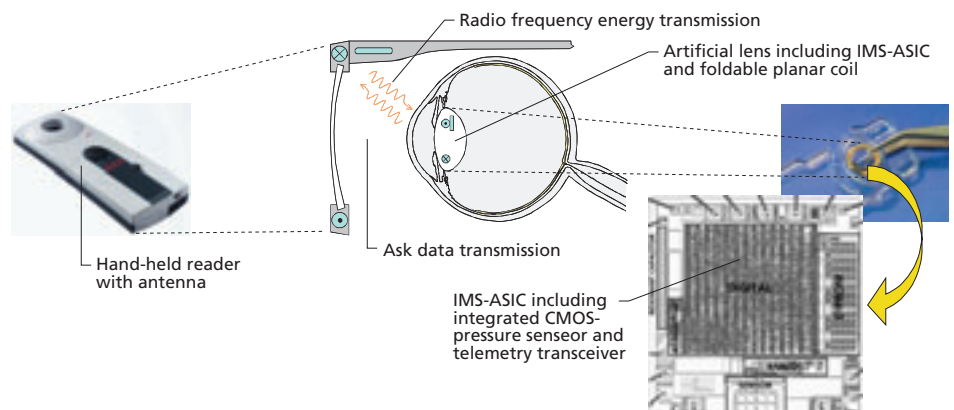 Radio frequency energy transmission
Artificial lens including IMS-ASIC
and foldable planar coil
Ask data transmission
Hand-held reader
with antenna
IMS-ASIC including
integrated CMOS-
pressure senseor and
telemetry transceiver
DIGITAL